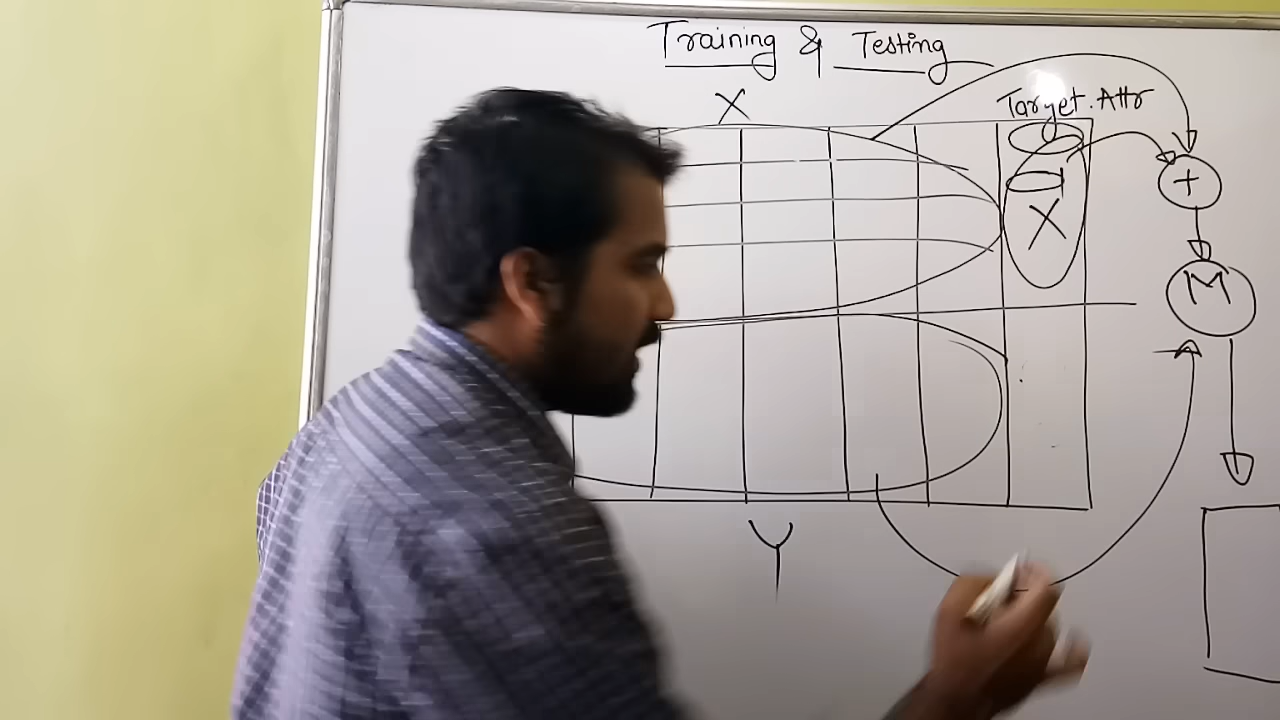 Training & Testing
X
Target. Attr
+
X
M
Y